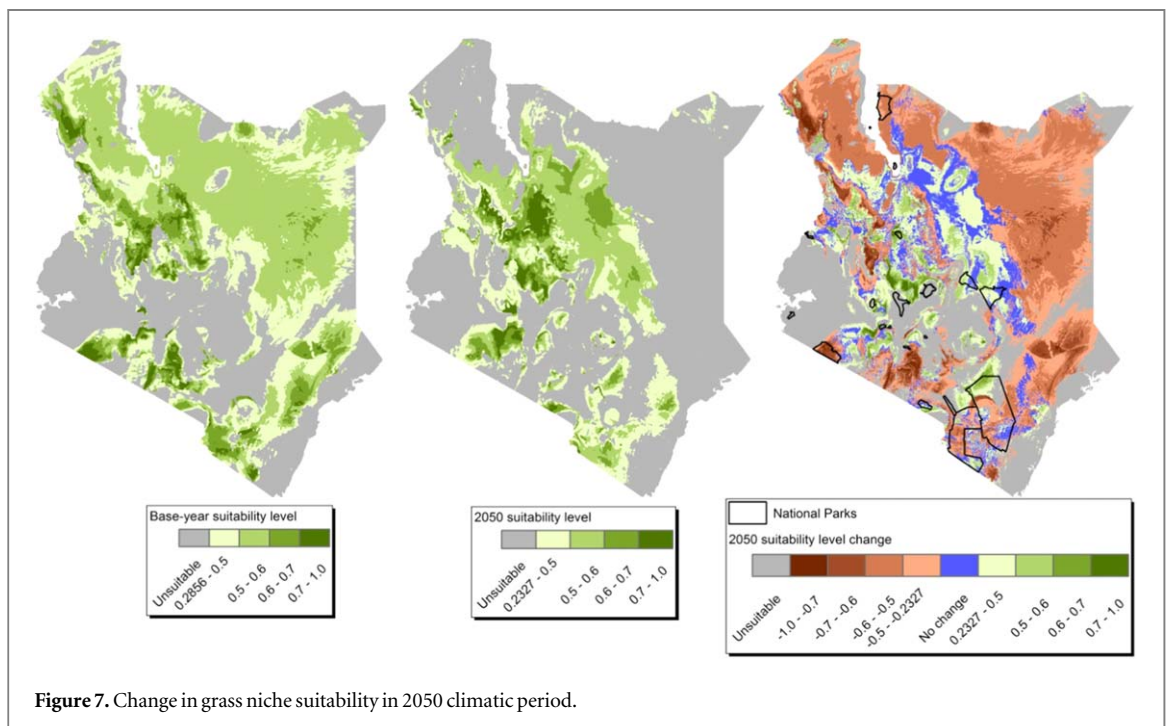 Base-year suitability level
Unsuitable
0.2856 - 0.5
0.5 - 0.6
0.6 - 0.7
0.7 - 1.0
2050 suitability level
Unsuitable
0.2327 - 0.5
0.5 - 0.6
0.6 - 0.7
0.7 - 1.0
National Parks
2050 suitability level change
Unsuitable
-1.0 - -0.7
-0.7 - -0.6
-0.6 - -0.5
-0.5 - -0.2327
No change
0.2327 - 0.5
0.5 - 0.6
0.6 - 0.7
0.7 - 1.0
Figure 7. Change in grass niche suitability in 2050 climatic period.